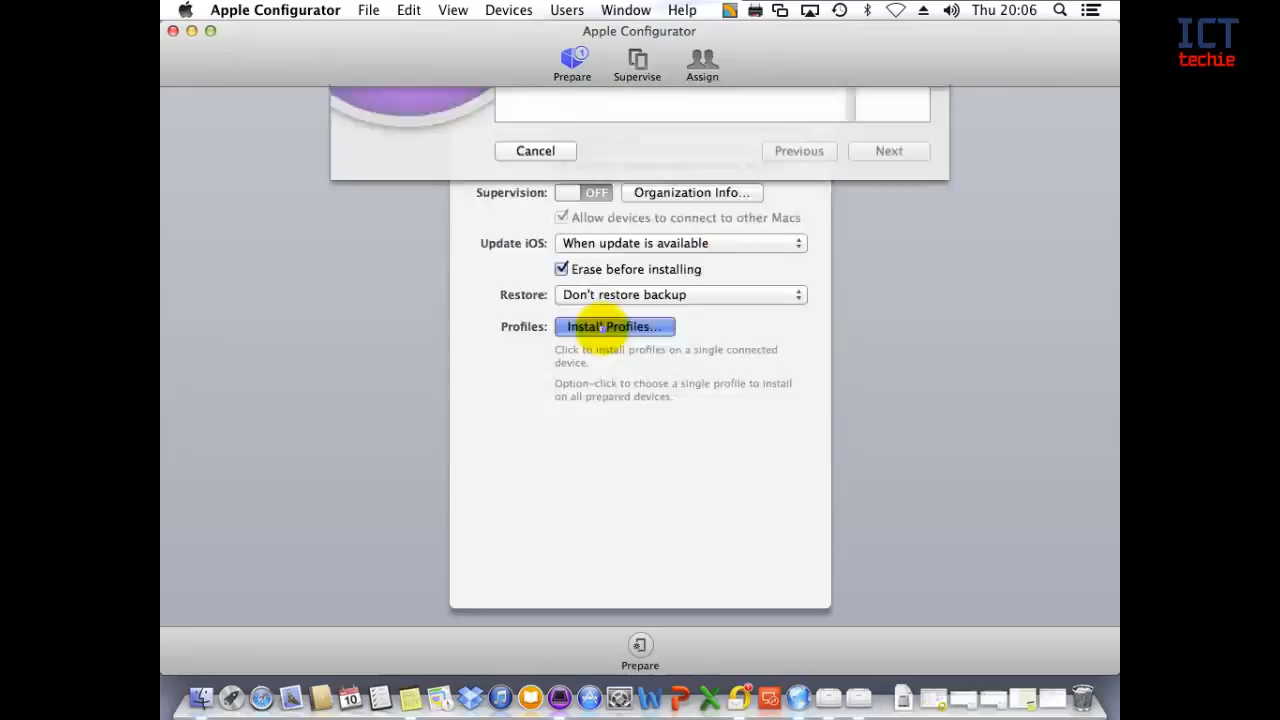 Apple Configurator File Edit View Devices Users Window Help Thu 20:06
ICT
techie
Apple Configurator
1
Prepare Supervise Assign
Cancel Previous Next
Supervision: OFF Organization Info...
Allow devices to connect to other Macs
Update iOS: When update is available
Erase before installing
Restore: Don't restore backup
Profiles: Install Profiles...
Click to install profiles on a single connected
device.
Option-click to choose a single profile to install
on all prepared devices.
Prepare
10